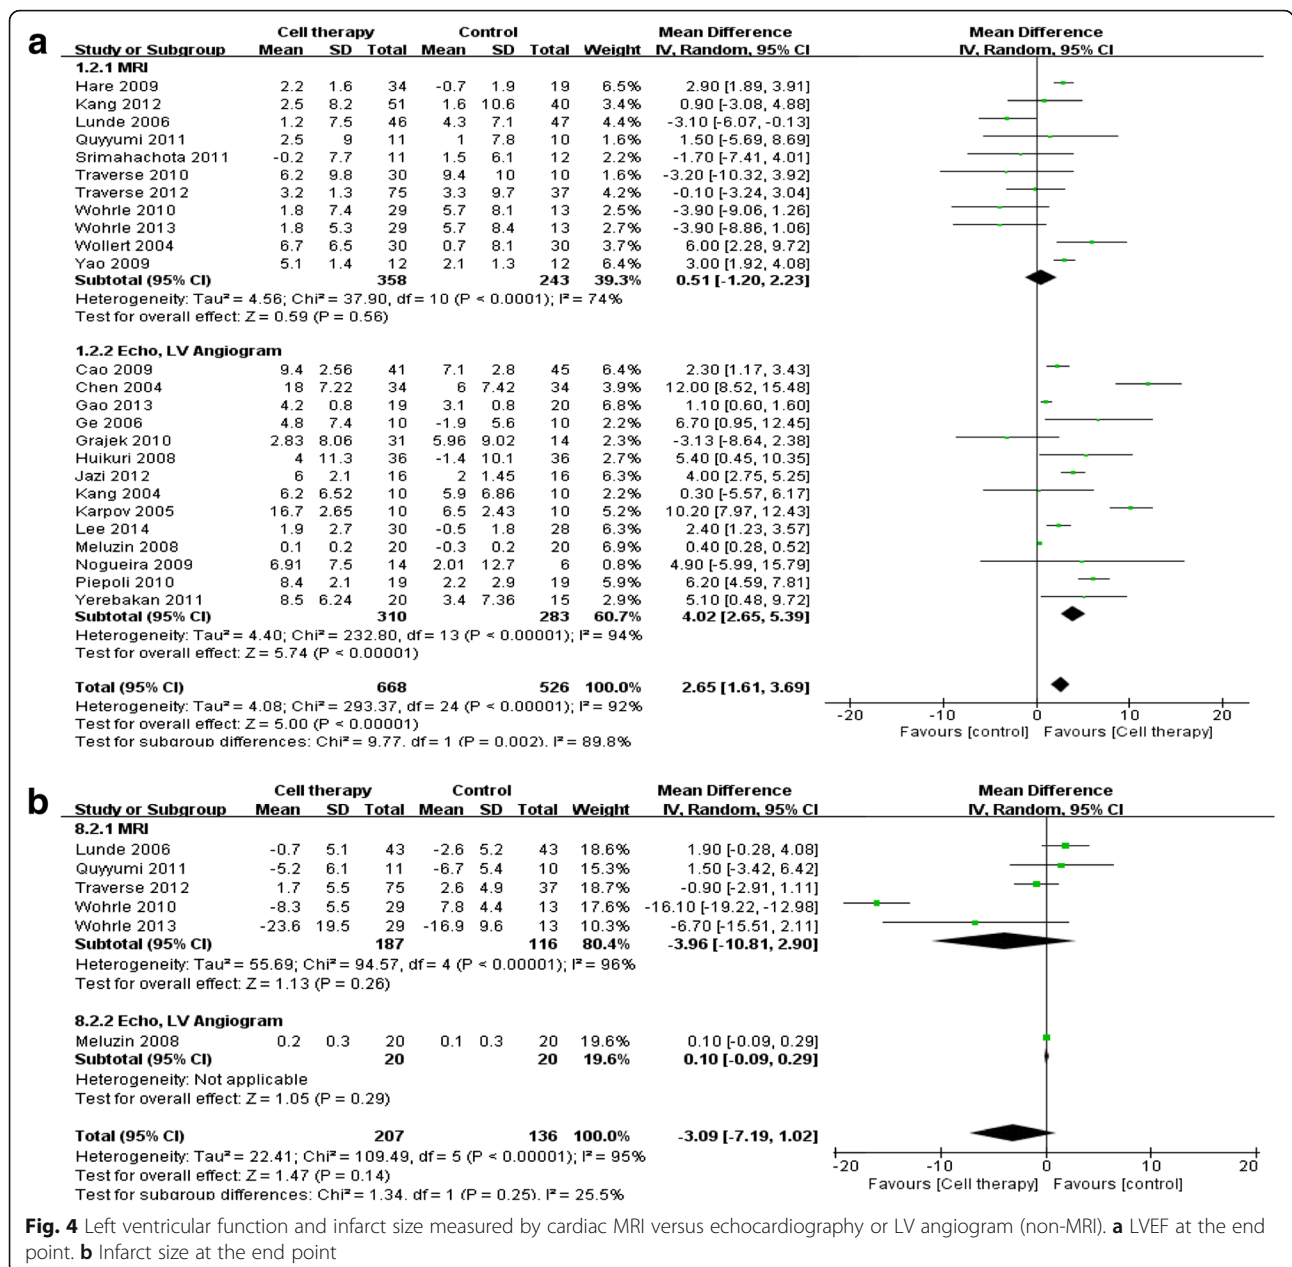 a
Cell therapy Control Mean Difference Mean Difference
Study or Subgroup Mean SD Total Mean SD Total Weight IV, Random, 95% CI IV, Random, 95% CI
1.2.1 MRI
Hare 2009 2.2 1.6 34 -0.7 1.9 19 6.5% 2.90 [1.89, 3.91]
Kang 2012 2.5 8.2 51 1.6 10.6 40 3.4% 0.90 [-3.08, 4.88]
Lunde 2006 1.2 7.5 46 4.3 7.1 47 4.4% -3.10 [-6.07, -0.13]
Quyyumi 2011 2.5 9 11 1 7.8 10 1.6% 1.50 [-5.69, 8.69]
Srimahachota 2011 -0.2 7.7 11 1.5 6.1 12 2.2% -1.70 [-7.41, 4.01]
Traverse 2010 6.2 9.8 30 9.4 10 10 1.6% -3.20 [-10.32, 3.92]
Traverse 2012 3.2 1.3 75 3.3 9.7 37 4.2% -0.10 [-3.24, 3.04]
Wohrle 2010 1.8 7.4 29 5.7 8.1 13 2.5% -3.90 [-9.06, 1.26]
Wohrle 2013 1.8 5.3 29 5.7 8.4 13 2.7% -3.90 [-8.86, 1.06]
Wollert 2004 6.7 6.5 30 0.7 8.1 30 3.7% 6.00 [2.28, 9.72]
Yao 2009 5.1 1.4 12 2.1 1.3 12 6.4% 3.00 [1.92, 4.08]
Subtotal (95% CI) 358 243 39.3% 0.51 [-1.20, 2.23]
Heterogeneity: Tau² = 4.56; Chi² = 37.90, df = 10 (P < 0.0001); I² = 74%
Test for overall effect: Z = 0.59 (P = 0.56)
1.2.2 Echo, LV Angiogram
Cao 2009 9.4 2.56 41 7.1 2.8 45 6.4% 2.30 [1.17, 3.43]
Chen 2004 18 7.22 34 6 7.42 34 3.9% 12.00 [8.52, 15.48]
Gao 2013 4.2 0.8 19 3.1 0.8 20 6.8% 1.10 [0.60, 1.60]
Ge 2006 4.8 7.4 10 -1.9 5.6 10 2.2% 6.70 [0.95, 12.45]
Grajek 2010 2.83 8.06 31 5.96 9.02 14 2.3% -3.13 [-8.64, 2.38]
Huikuri 2008 4 11.3 36 -1.4 10.1 36 2.7% 5.40 [0.45, 10.35]
Jazi 2012 6 2.1 16 2 1.45 16 6.3% 4.00 [2.75, 5.25]
Kang 2004 6.2 6.52 10 5.9 6.86 10 2.2% 0.30 [-5.57, 6.17]
Karpov 2005 16.7 2.65 10 6.5 2.43 10 5.2% 10.20 [7.97, 12.43]
Lee 2014 1.9 2.7 30 -0.5 1.8 28 6.3% 2.40 [1.23, 3.57]
Meluzin 2008 0.1 0.2 20 -0.3 0.2 20 6.9% 0.40 [0.28, 0.52]
Nogueira 2009 6.91 7.5 14 2.01 12.7 6 0.8% 4.90 [-5.99, 15.79]
Piepoli 2010 8.4 2.1 19 2.2 2.9 19 5.9% 6.20 [4.59, 7.81]
Yerebakan 2011 8.5 6.24 20 3.4 7.36 15 2.9% 5.10 [0.48, 9.72]
Subtotal (95% CI) 310 283 60.7% 4.02 [2.65, 5.39]
Heterogeneity: Tau² = 4.40; Chi² = 232.80, df = 13 (P < 0.00001); I² = 94%
Test for overall effect: Z = 5.74 (P < 0.00001)
Total (95% CI) 668 526 100.0% 2.65 [1.61, 3.69]
Heterogeneity: Tau² = 4.08; Chi² = 293.37, df = 24 (P < 0.00001); I² = 92%
Test for overall effect: Z = 5.00 (P < 0.00001)
Test for subgroup differences: Chi² = 9.77, df = 1 (P = 0.002), I² = 89.8%
-20 -10 0 10 20
Favours [control] Favours [Cell therapy]
b
Cell therapy Control Mean Difference Mean Difference
Study or Subgroup Mean SD Total Mean SD Total Weight IV, Random, 95% CI IV, Random, 95% CI
8.2.1 MRI
Lunde 2006 -0.7 5.1 43 -2.6 5.2 43 18.6% 1.90 [-0.28, 4.08]
Quyyumi 2011 -5.2 6.1 11 -6.7 5.4 10 15.3% 1.50 [-3.42, 6.42]
Traverse 2012 1.7 5.5 75 2.6 4.9 37 18.7% -0.90 [-2.91, 1.11]
Wohrle 2010 -8.3 5.5 29 7.8 4.4 13 17.6% -16.10 [-19.22, -12.98]
Wohrle 2013 -23.6 19.5 29 -16.9 9.6 13 10.3% -6.70 [-15.51, 2.11]
Subtotal (95% CI) 187 116 80.4% -3.96 [-10.81, 2.90]
Heterogeneity: Tau² = 55.69; Chi² = 94.57, df = 4 (P < 0.00001); I² = 96%
Test for overall effect: Z = 1.13 (P = 0.26)
8.2.2 Echo, LV Angiogram
Meluzin 2008 0.2 0.3 20 0.1 0.3 20 19.6% 0.10 [-0.09, 0.29]
Subtotal (95% CI) 20 20 19.6% 0.10 [-0.09, 0.29]
Heterogeneity: Not applicable
Test for overall effect: Z = 1.05 (P = 0.29)
Total (95% CI) 207 136 100.0% -3.09 [-7.19, 1.02]
Heterogeneity: Tau² = 22.41; Chi² = 109.49, df = 5 (P < 0.00001); I² = 95%
Test for overall effect: Z = 1.47 (P = 0.14)
Test for subgroup differences: Chi² = 1.34, df = 1 (P = 0.25), I² = 25.5%
-20 -10 0 10 20
Favours [Cell therapy] Favours [control]
Fig. 4 Left ventricular function and infarct size measured by cardiac MRI versus echocardiography or LV angiogram (non-MRI). a LVEF at the end
point. b Infarct size at the end point